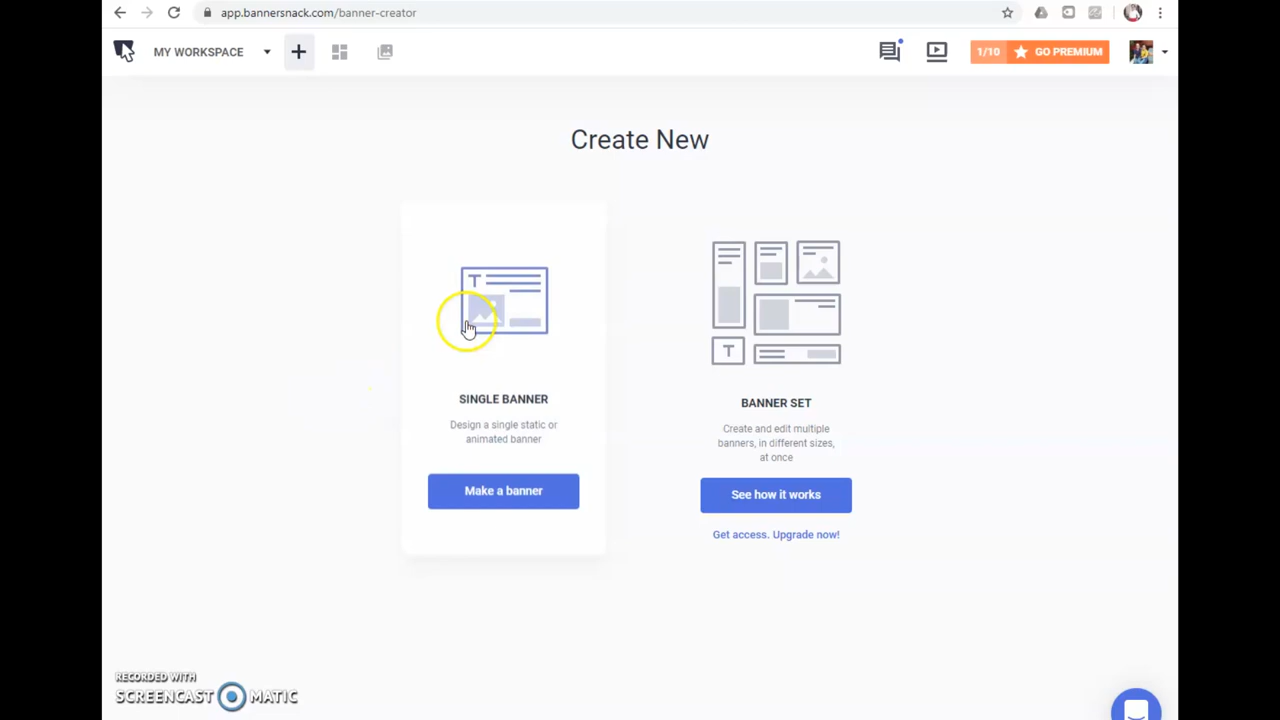 app.bannersnack.com/banner-creator
MY WORKSPACE
1/10 GO PREMIUM
Create New
T
T
SINGLE BANNER
Design a single static or
animated banner
Make a banner
BANNER SET
Create and edit multiple
banners, in different sizes,
at once
See how it works
Get access. Upgrade now!
RECORDED WITH
SCREENCAST MATIC